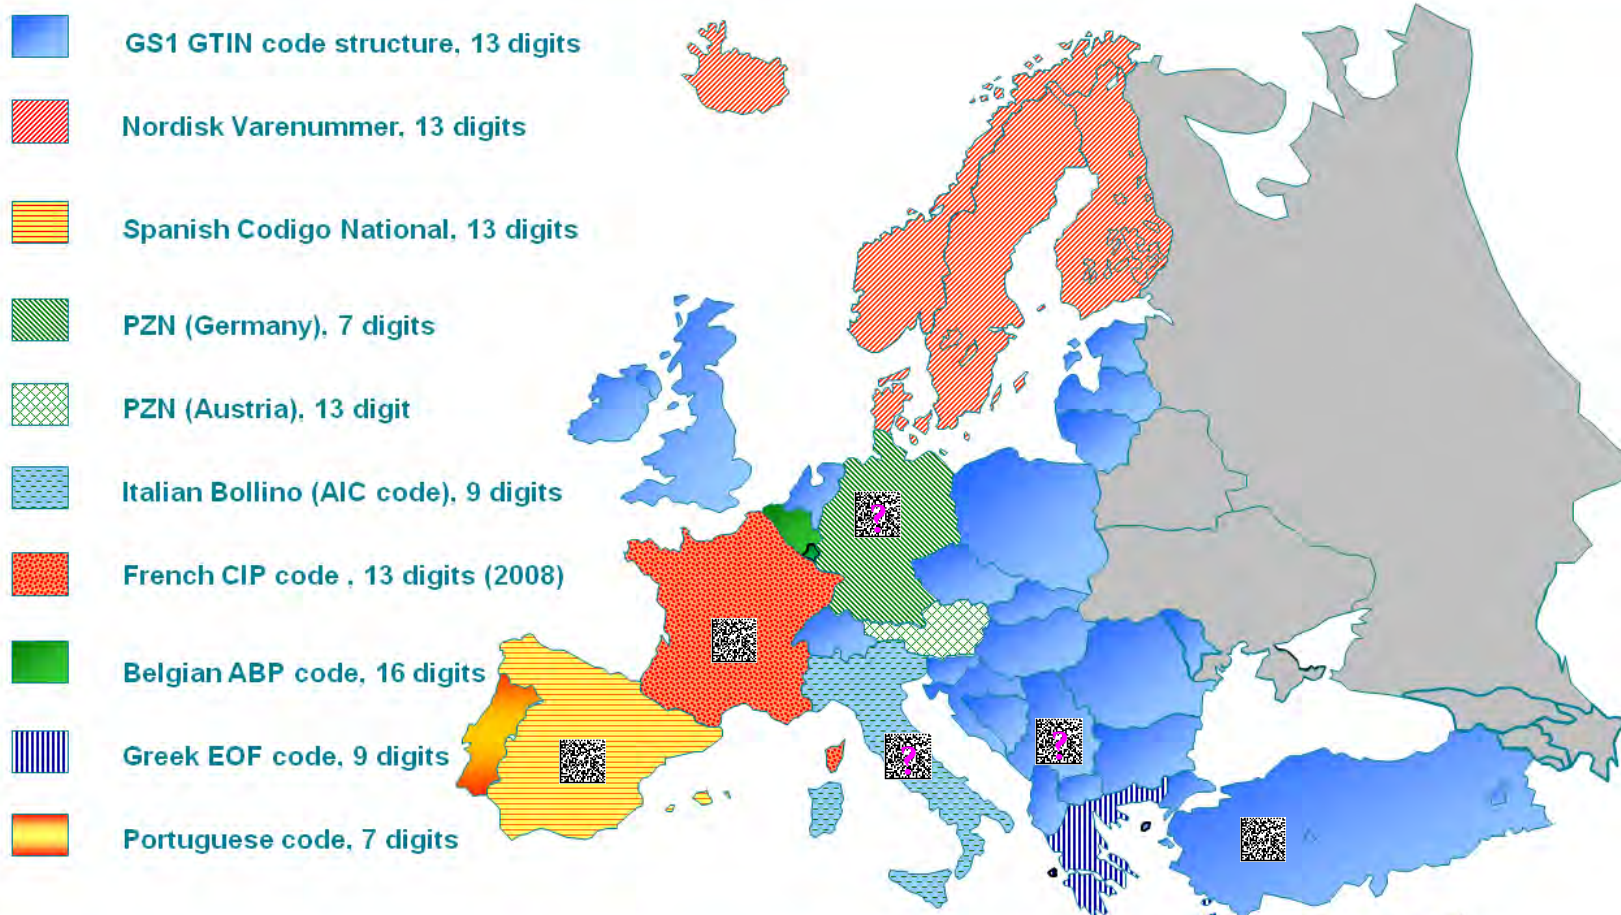 GS1 GTIN code structure, 13 digits
Nordisk Varenummer, 13 digits
Spanish Codigo National, 13 digits
PZN (Germany), 7 digits
PZN (Austria), 13 digit
Italian Bollino (AIC code), 9 digits
French CIP code , 13 digits (2008)
Belgian ABP code, 16 digits
Greek EOF code, 9 digits
Portuguese code, 7 digits
?
?
?